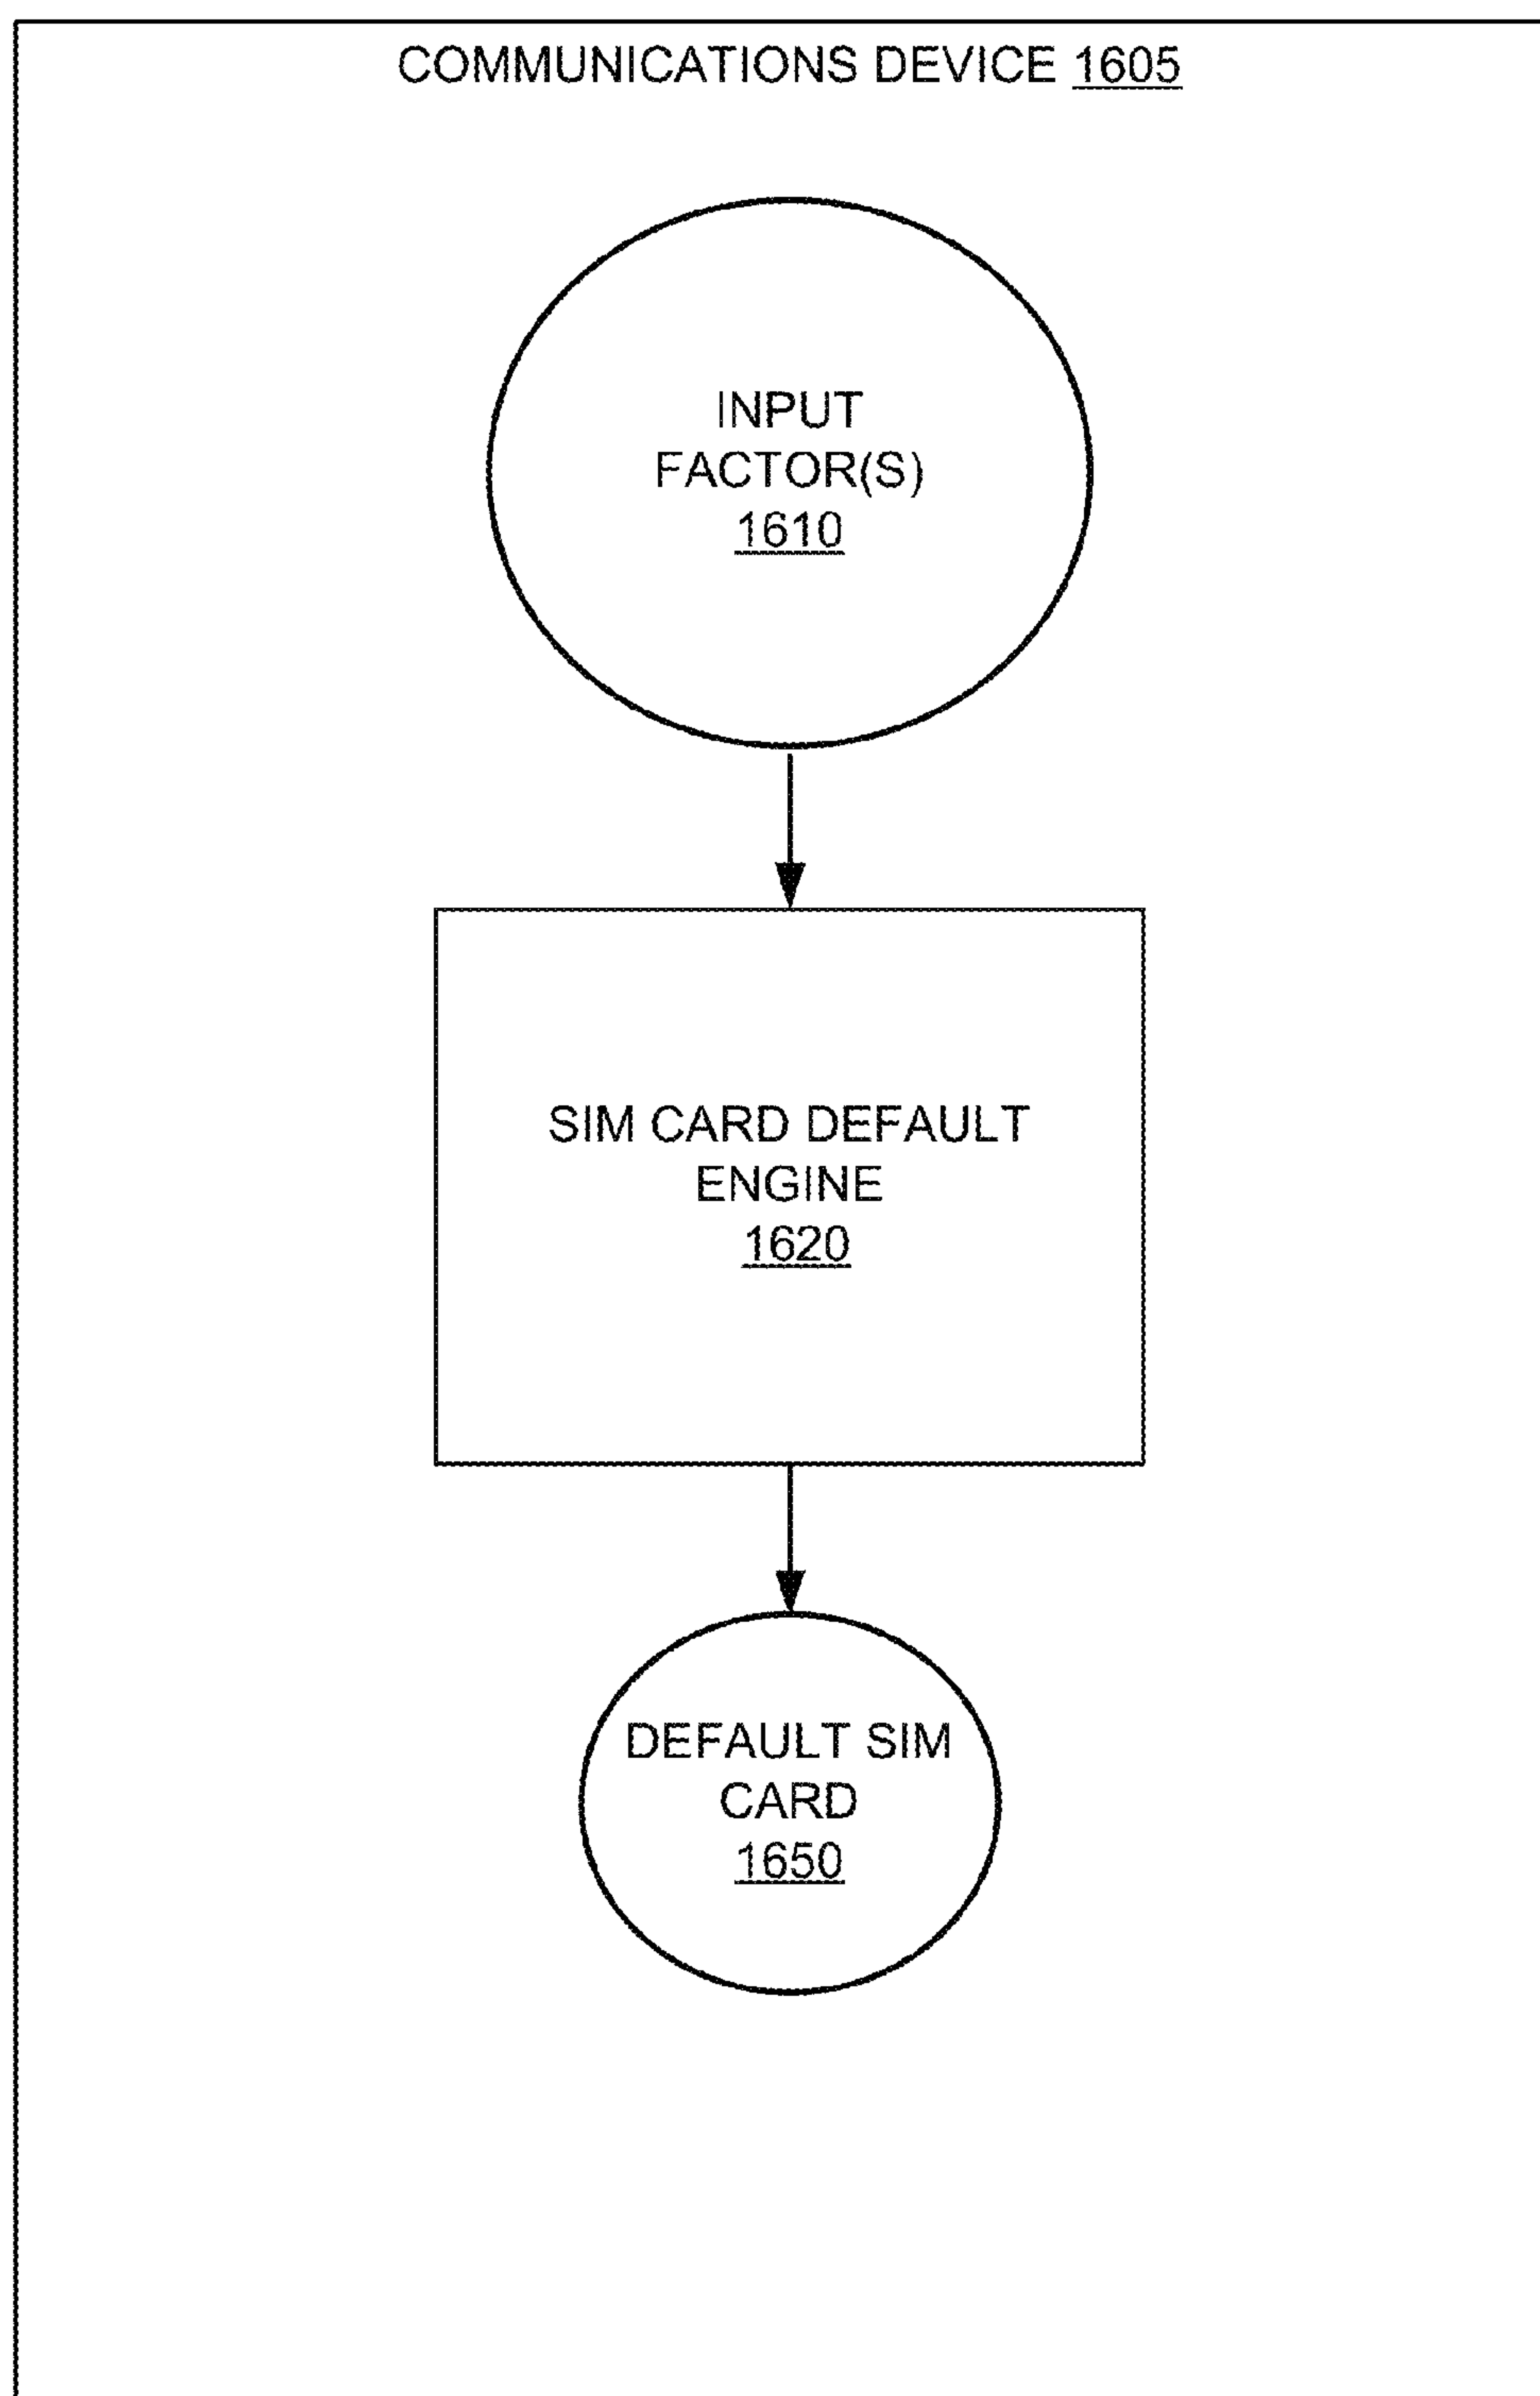 COMMUNICATIONS DEVICE 1605
INPUT
FACTOR(S)
1610
SIM CARD DEFAULT
ENGINE
1620
DEFAULT SIM
CARD
1650